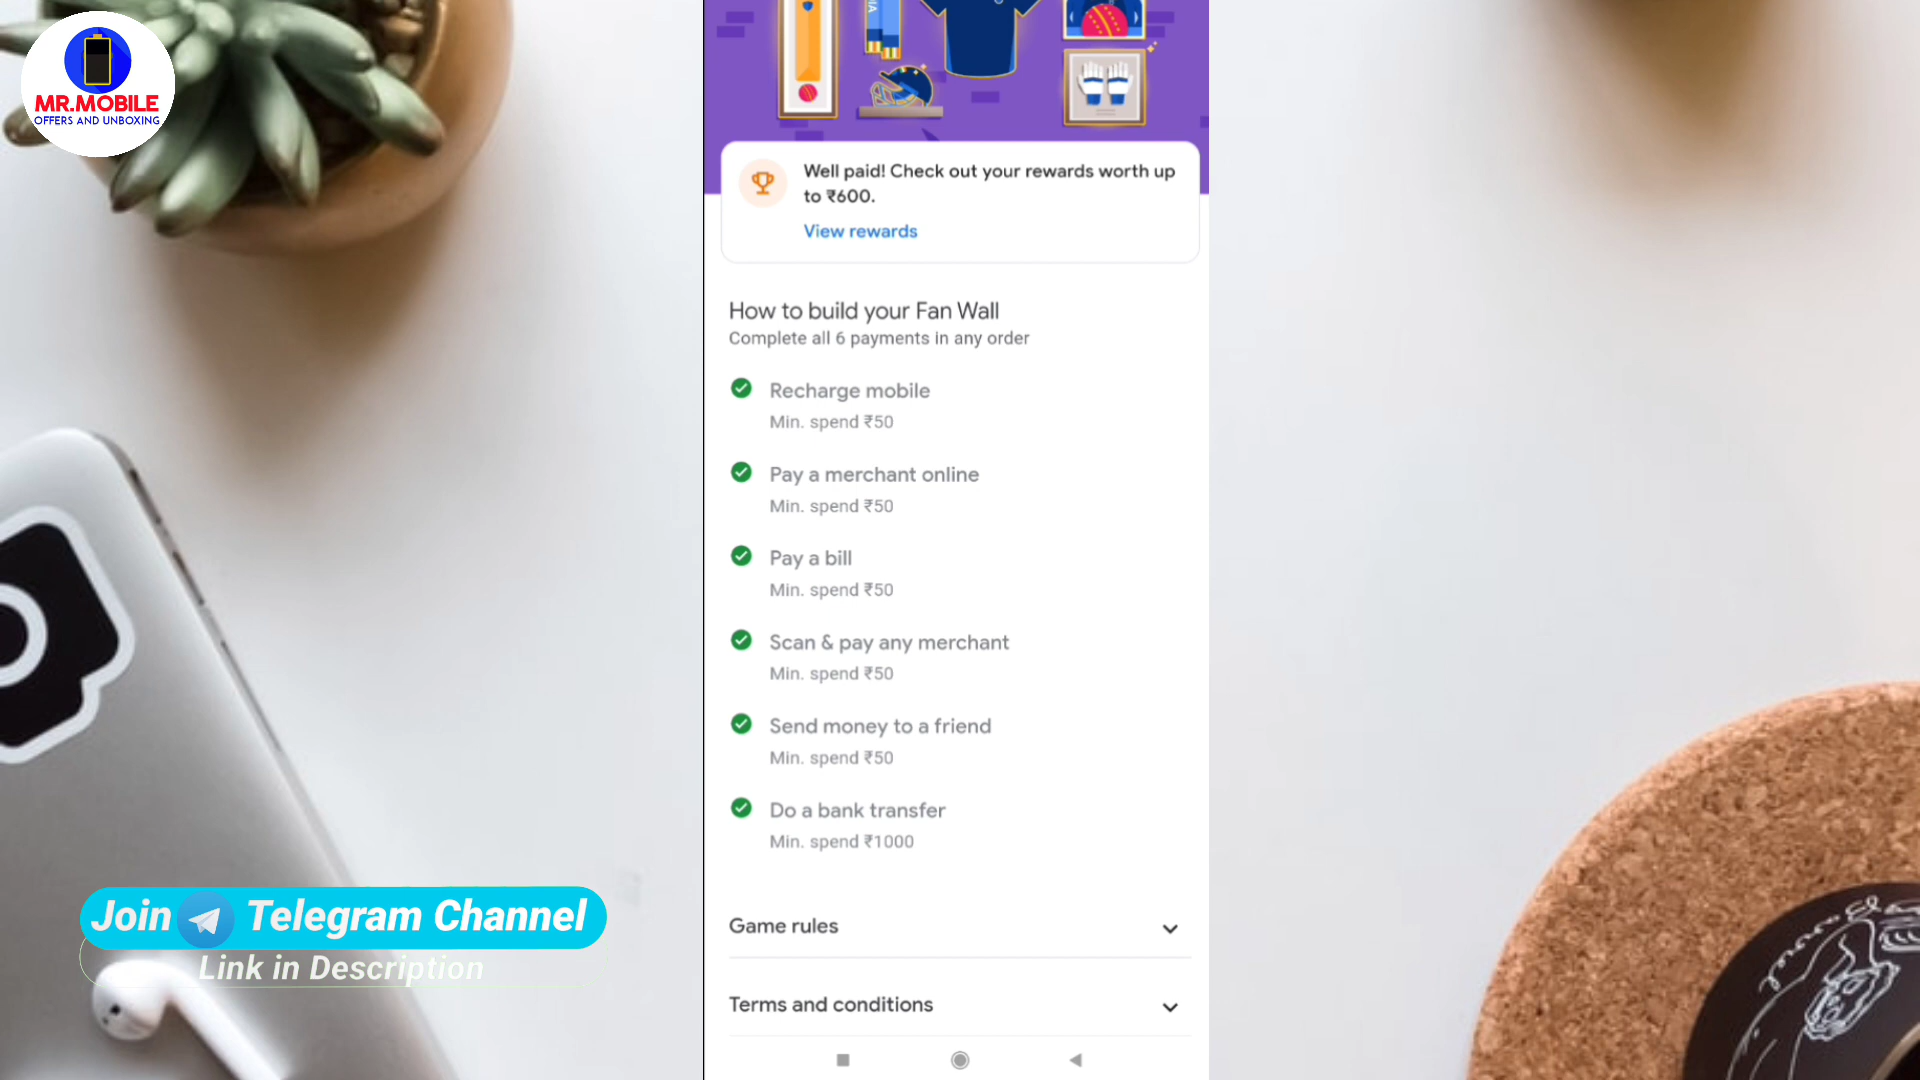 MR.MOBILE
OFFERS AND UNBOXING
Well paid! Check out your rewards worth up
to ₹600.
View rewards
How to build your Fan Wall
Complete all 6 payments in any order
Recharge mobile
Min. spend ₹50
Pay a merchant online
Min. spend ₹50
Pay a bill
Min. spend ₹50
Scan & pay any merchant
Min. spend ₹50
Send money to a friend
Min. spend ₹50
Do a bank transfer
Min. spend ₹1000
Game rules
Terms and conditions
Join Telegram Channel
Link in Description